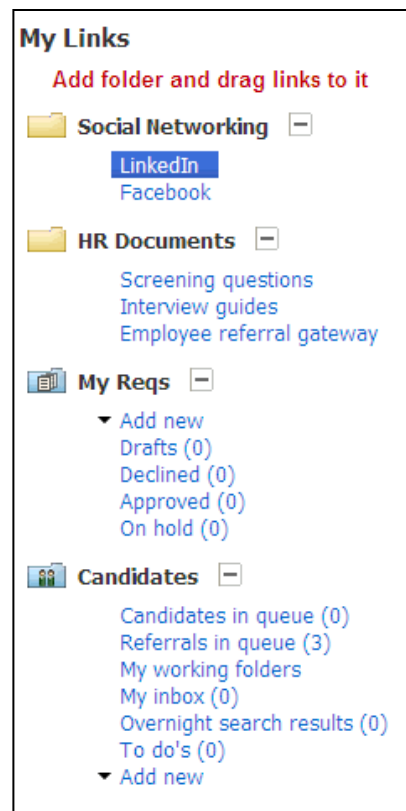 My Links
Add folder and drag links to it
Social Networking
LinkedIn
Facebook
HR Documents
Screening questions
Interview guides
Employee referral gateway
My Reqs
Add new
Drafts (0)
Declined (0)
Approved (0)
On hold (0)
Candidates
Candidates in queue (0)
Referrals in queue (3)
My working folders
My inbox (0)
Overnight search results (0)
To do's (0)
Add new